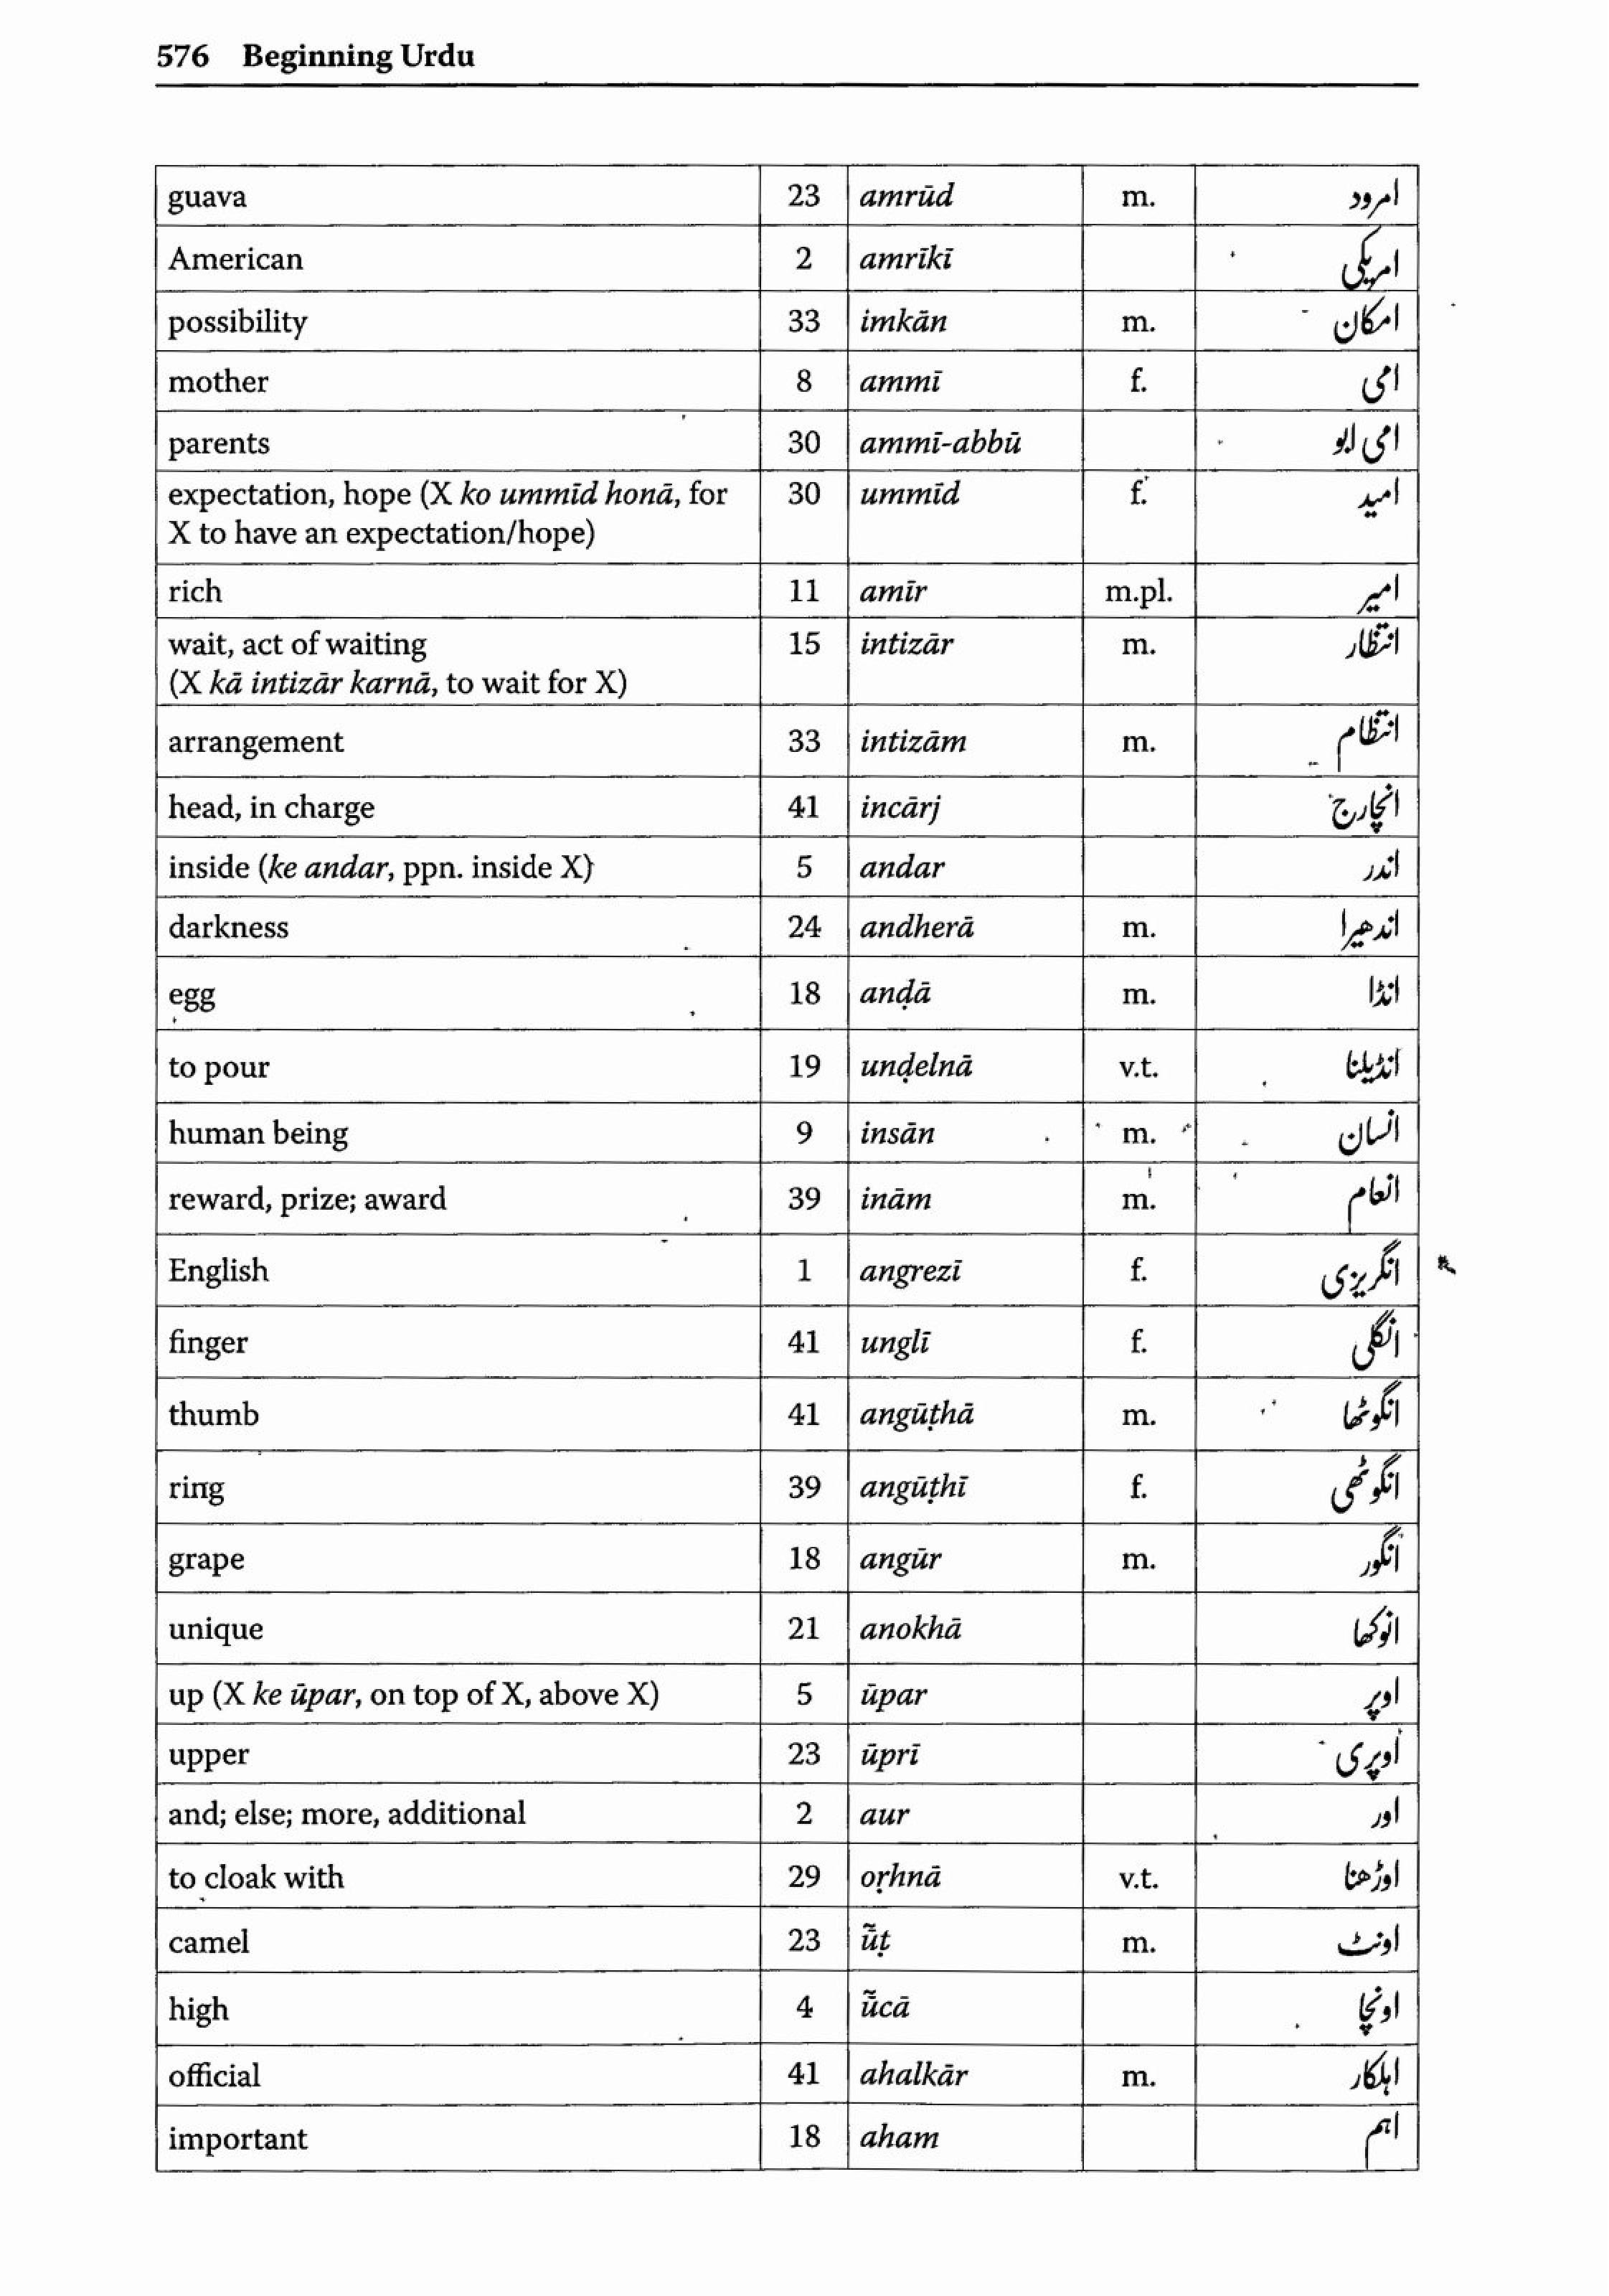 576 Beginning Urdu
guava 23 amrūd m. امرود
American 2 amrīkī امریکی
possibility 33 imkān m. امکان
mother 8 ammī f. امی
parents 30 ammī-abbū امی ابو
expectation, hope (X ko ummīd honā, for 30 ummīd f. امید
X to have an expectation/hope)
rich 11 amīr m.pl. امیر
wait, act of waiting 15 intizār m. انتظار
(X kā intizār karnā, to wait for X)
arrangement 33 intizām m. انتظام
head, in charge 41 incārj انچارج
inside (ke andar, ppn. inside X) 5 andar اندر
darkness 24 andherā m. اندھیرا
egg 18 anḍā m. انڈا
to pour 19 unḍelnā v.t. انڈیلنا
human being 9 insān m. انسان
reward, prize; award 39 inām m. انعام
English 1 angrezī f. انگریزی
finger 41 unglī f. انگلی
thumb 41 angūṭhā m. انگوٹھا
ring 39 angūṭhī f. انگوٹھی
grape 18 angūr m. انگور
unique 21 anokhā انوکھا
up (X ke ūpar, on top of X, above X) 5 ūpar اوپر
upper 23 ūprī اوپری
and; else; more, additional 2 aur اور
to cloak with 29 oṛhnā v.t. اوڑھنا
camel 23 ū̃ṭ m. اونٹ
high 4 ū̃cā اونچا
official 41 ahalkār m. اہلکار
important 18 aham اہم